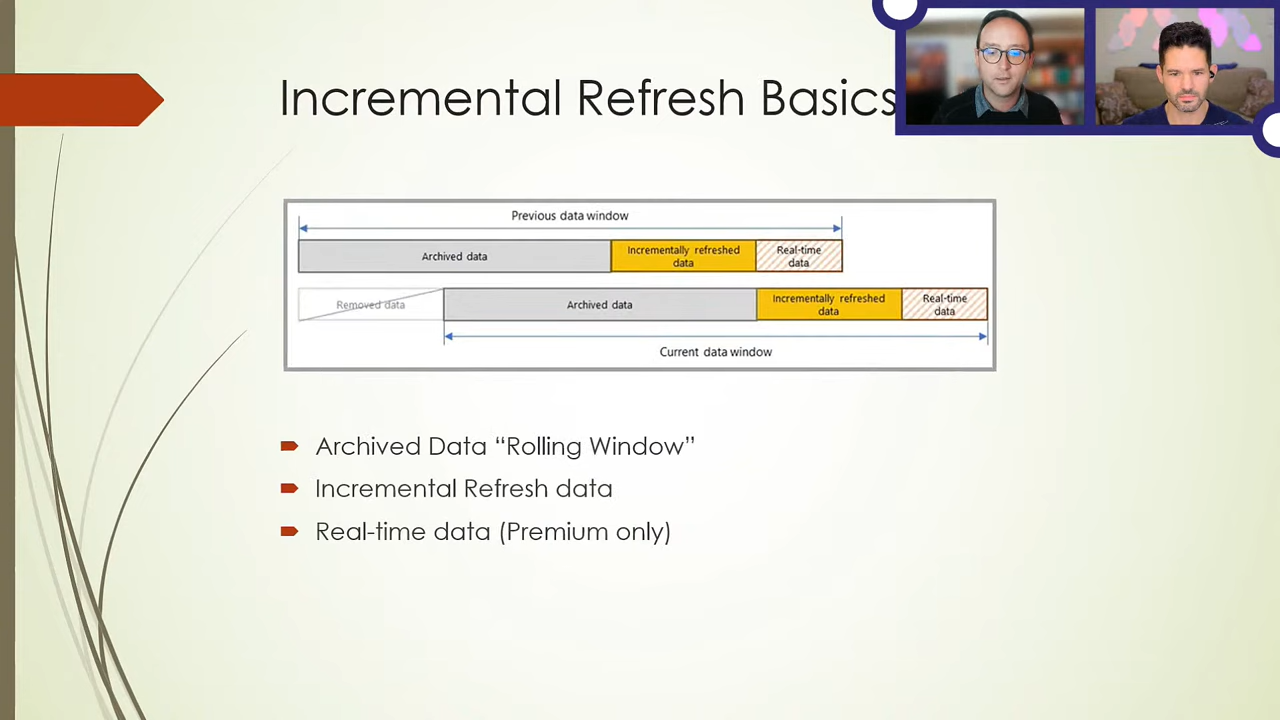 Incremental Refresh Basics
Previous data window
Archived data
Incrementally refreshed
data
Real-time
data
Removed data
Archived data
Incrementally refreshed
data
Real-time
data
Current data window
Archived Data “Rolling Window”
Incremental Refresh data
Real-time data (Premium only)